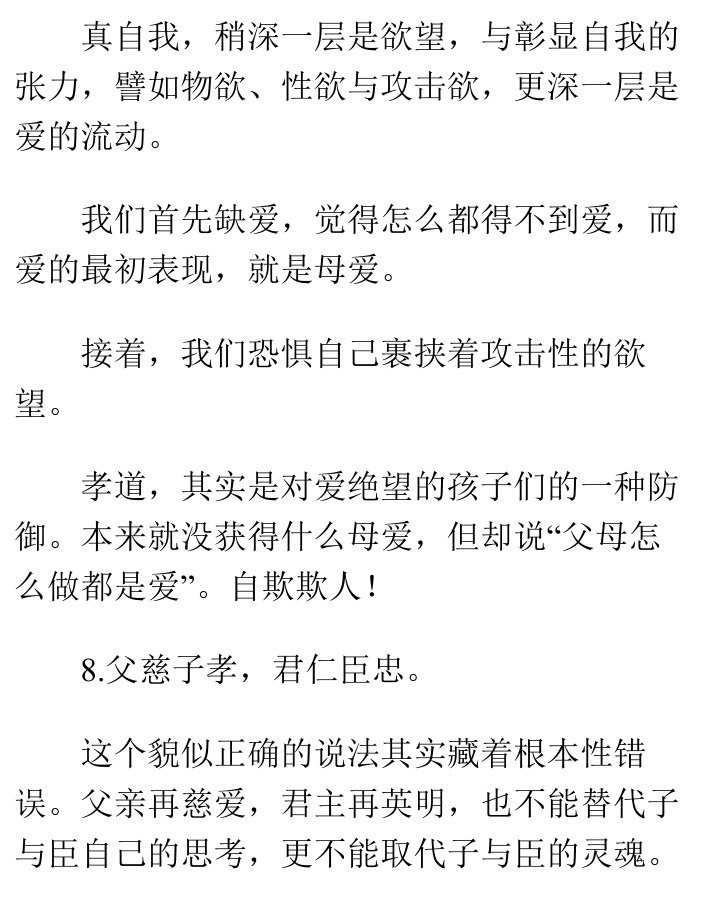 真自我，稍深一层是欲望，与彰显自我的
张力，譬如物欲、性欲与攻击欲，更深一层是
爱的流动。
我们首先缺爱，觉得怎么都得不到爱，而
爱的最初表现，就是母爱。
接着，我们恐惧自己裹挟着攻击性的欲
望。
孝道，其实是对爱绝望的孩子们的一种防
御。本来就没获得什么母爱，但却说“父母怎
么做都是爱”。自欺欺人！
8.父慈子孝，君仁臣忠。
这个貌似正确的说法其实藏着根本性错
误。父亲再慈爱，君主再英明，也不能替代子
与臣自己的思考，更不能取代子与臣的灵魂。